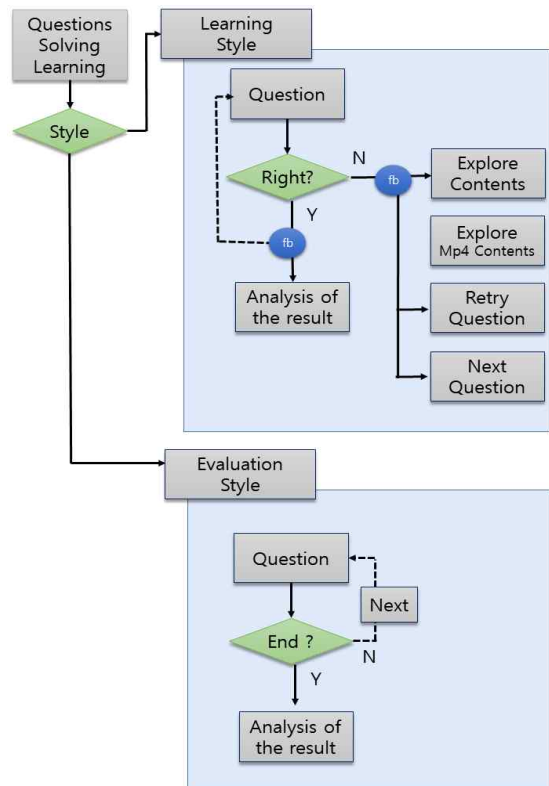 Questions
Solving
Learning
Style
Learning
Style
Question
Right?
N
fb
Y
fb
Explore
Contents
Explore
Mp4 Contents
Analysis of
the result
Retry
Question
Next
Question
Evaluation
Style
Question
Next
End ?
N
Y
Analysis of
the result